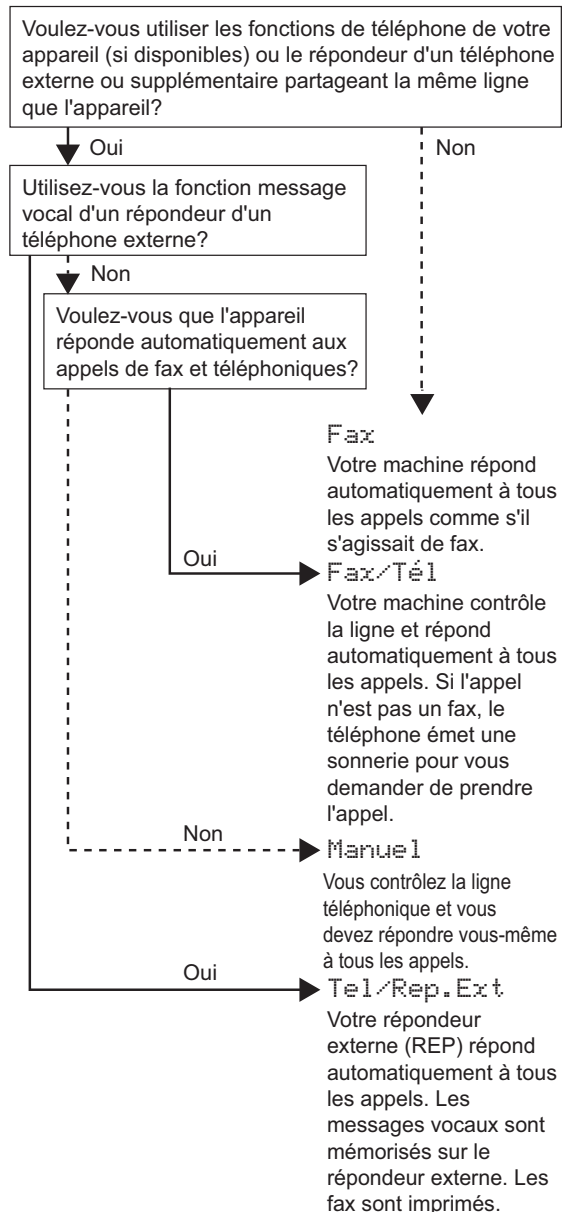 Voulez-vous utiliser les fonctions de téléphone de votre
appareil (si disponibles) ou le répondeur d'un téléphone
externe ou supplémentaire partageant la même ligne
que l'appareil?
Oui
Non
Utilisez-vous la fonction message
vocal d'un répondeur d'un
téléphone externe?
Non
Voulez-vous que l'appareil
réponde automatiquement aux
appels de fax et téléphoniques?
Fax
Votre machine répond
automatiquement à tous
les appels comme s'il
s'agissait de fax.
Oui
Fax/Tél
Votre machine contrôle
la ligne et répond
automatiquement à tous
les appels. Si l'appel
n'est pas un fax, le
téléphone émet une
sonnerie pour vous
demander de prendre
l'appel.
Non
Manuel
Vous contrôlez la ligne
téléphonique et vous
devez répondre vous-même
à tous les appels.
Oui
Tel/Rep.Ext
Votre répondeur
externe (REP) répond
automatiquement à tous
les appels. Les
messages vocaux sont
mémorisés sur le
répondeur externe. Les
fax sont imprimés.